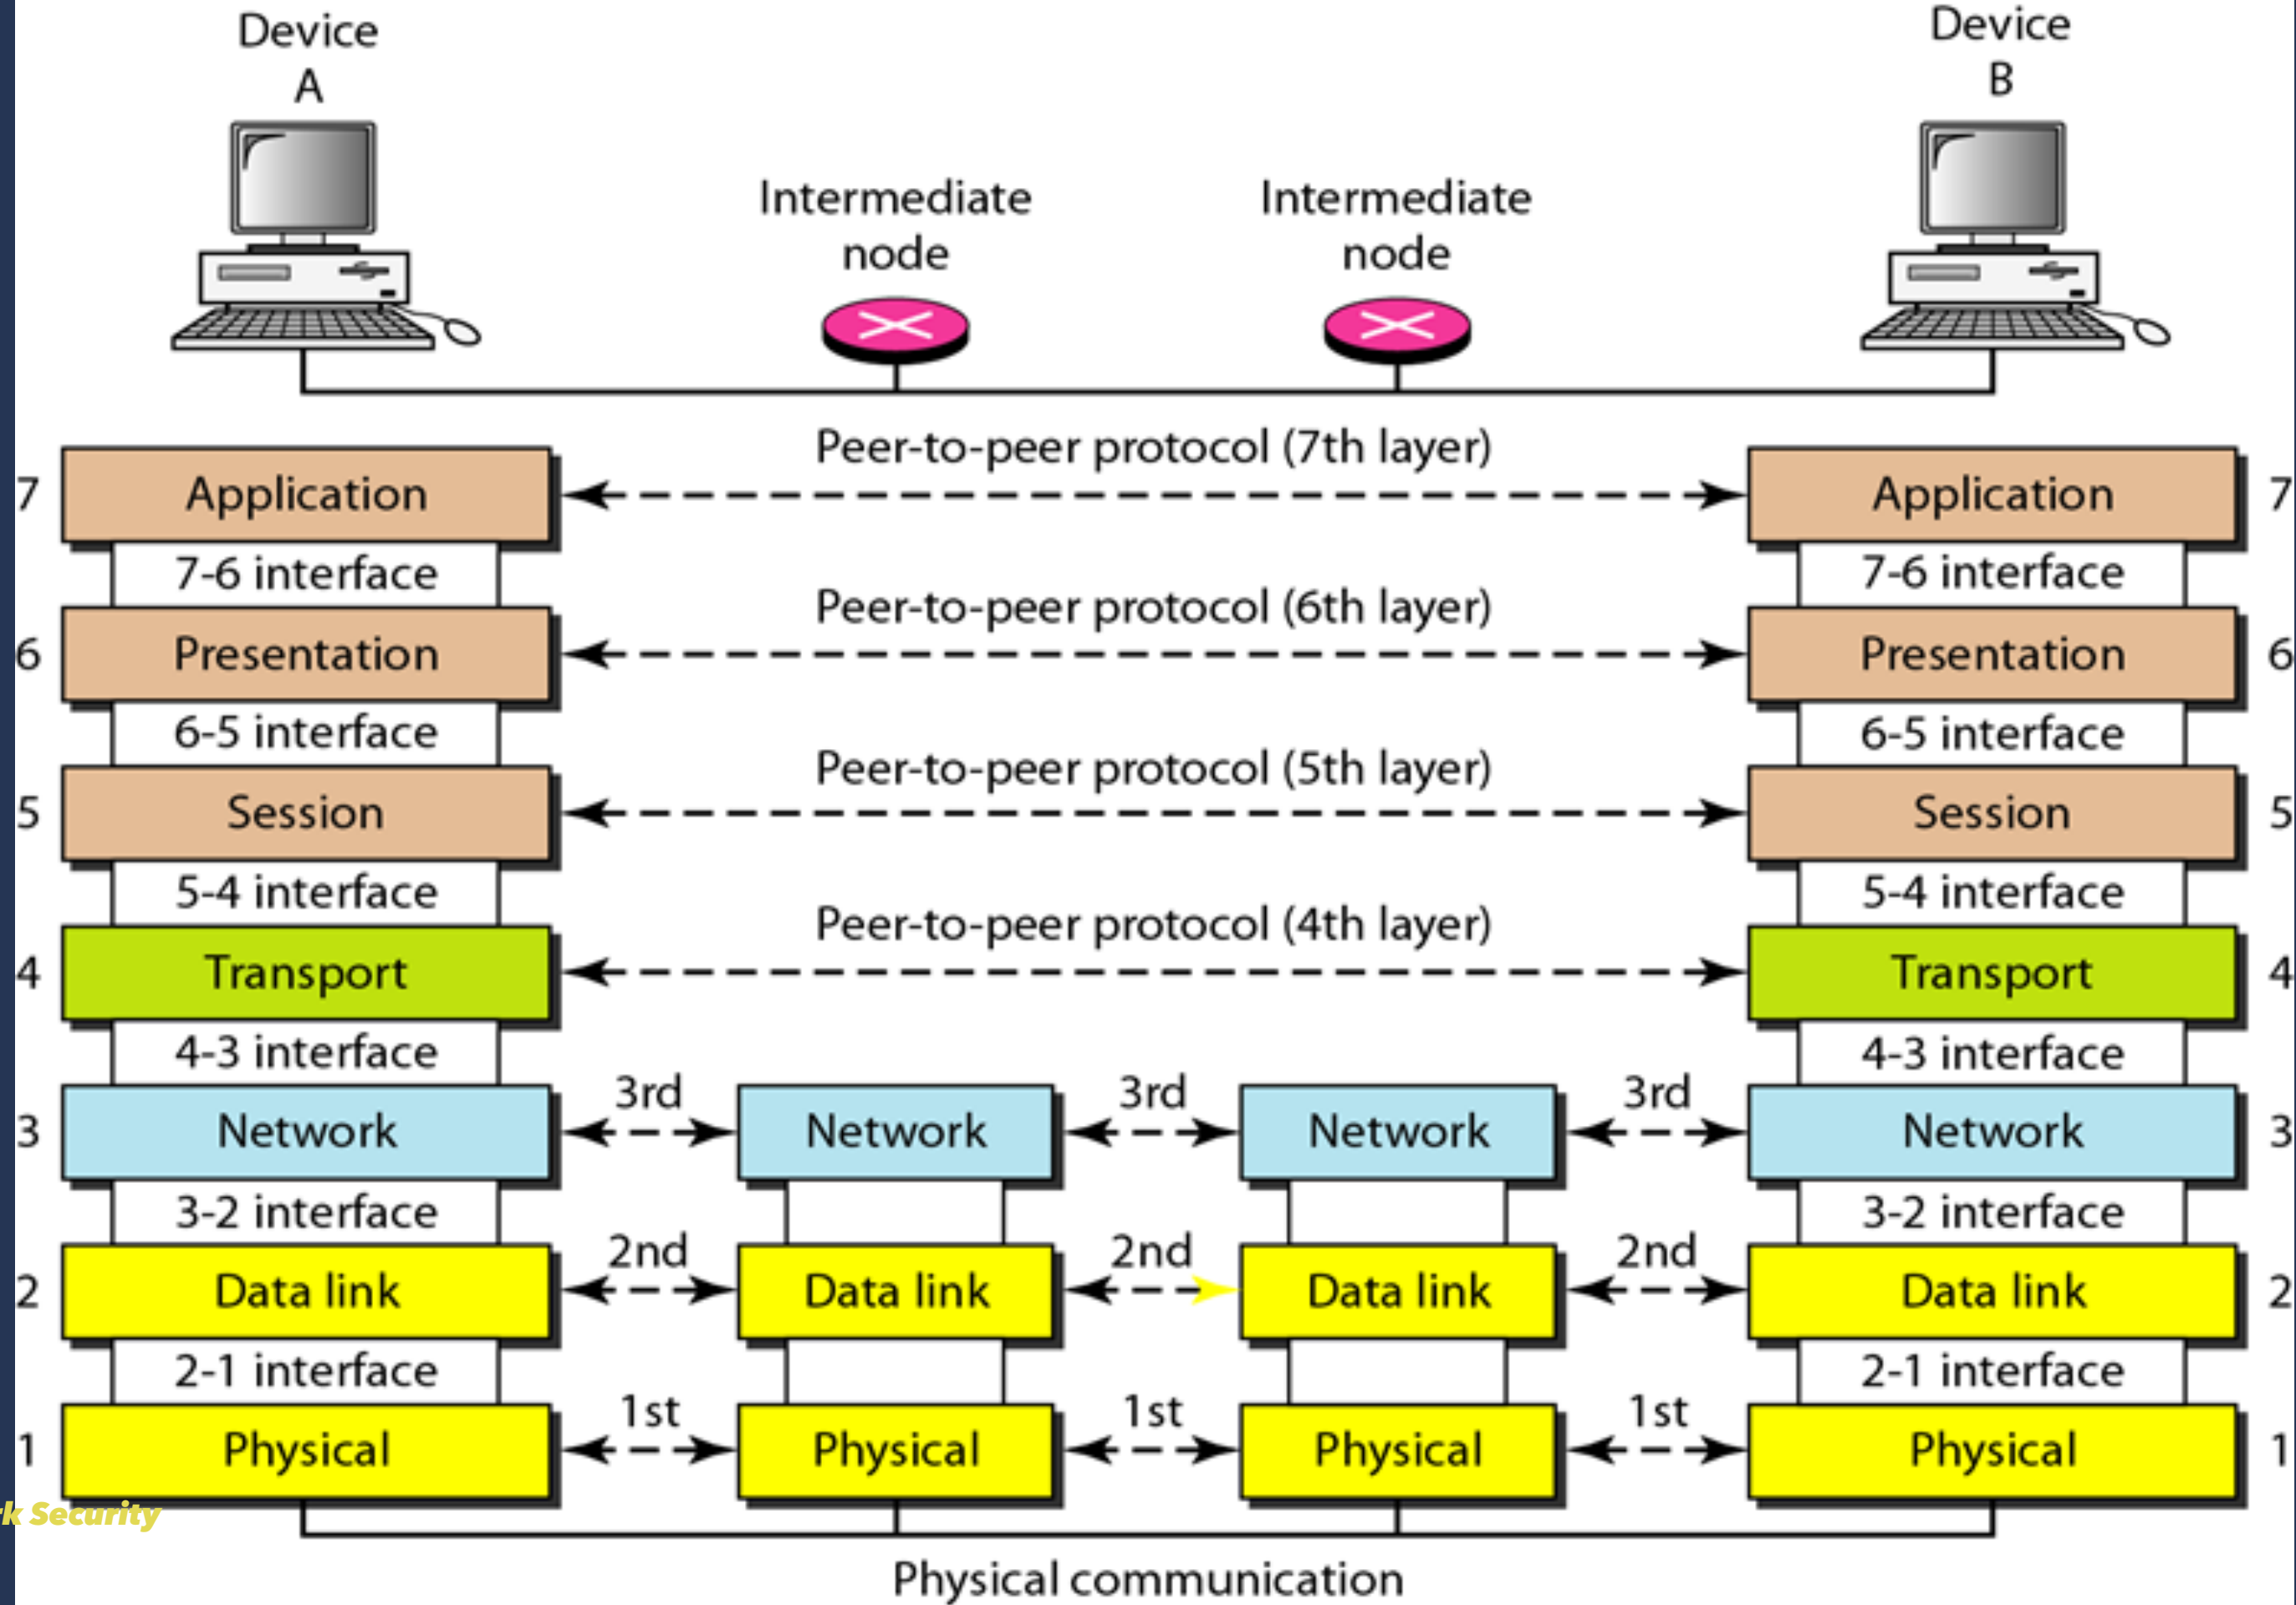 Device
A
Device
B
Intermediate
node
Intermediate
node
Peer-to-peer protocol (7th layer)
7 Application Application 7
7-6 interface 7-6 interface
Peer-to-peer protocol (6th layer)
6 Presentation Presentation 6
6-5 interface 6-5 interface
Peer-to-peer protocol (5th layer)
5 Session Session 5
5-4 interface 5-4 interface
Peer-to-peer protocol (4th layer)
4 Transport Transport 4
4-3 interface 4-3 interface
3rd 3rd 3rd
3 Network Network Network Network 3
3-2 interface 3-2 interface
2nd 2nd 2nd
2 Data link Data link Data link Data link 2
2-1 interface 2-1 interface
1st 1st 1st
1 Physical Physical Physical Physical 1
k Security
Physical communication